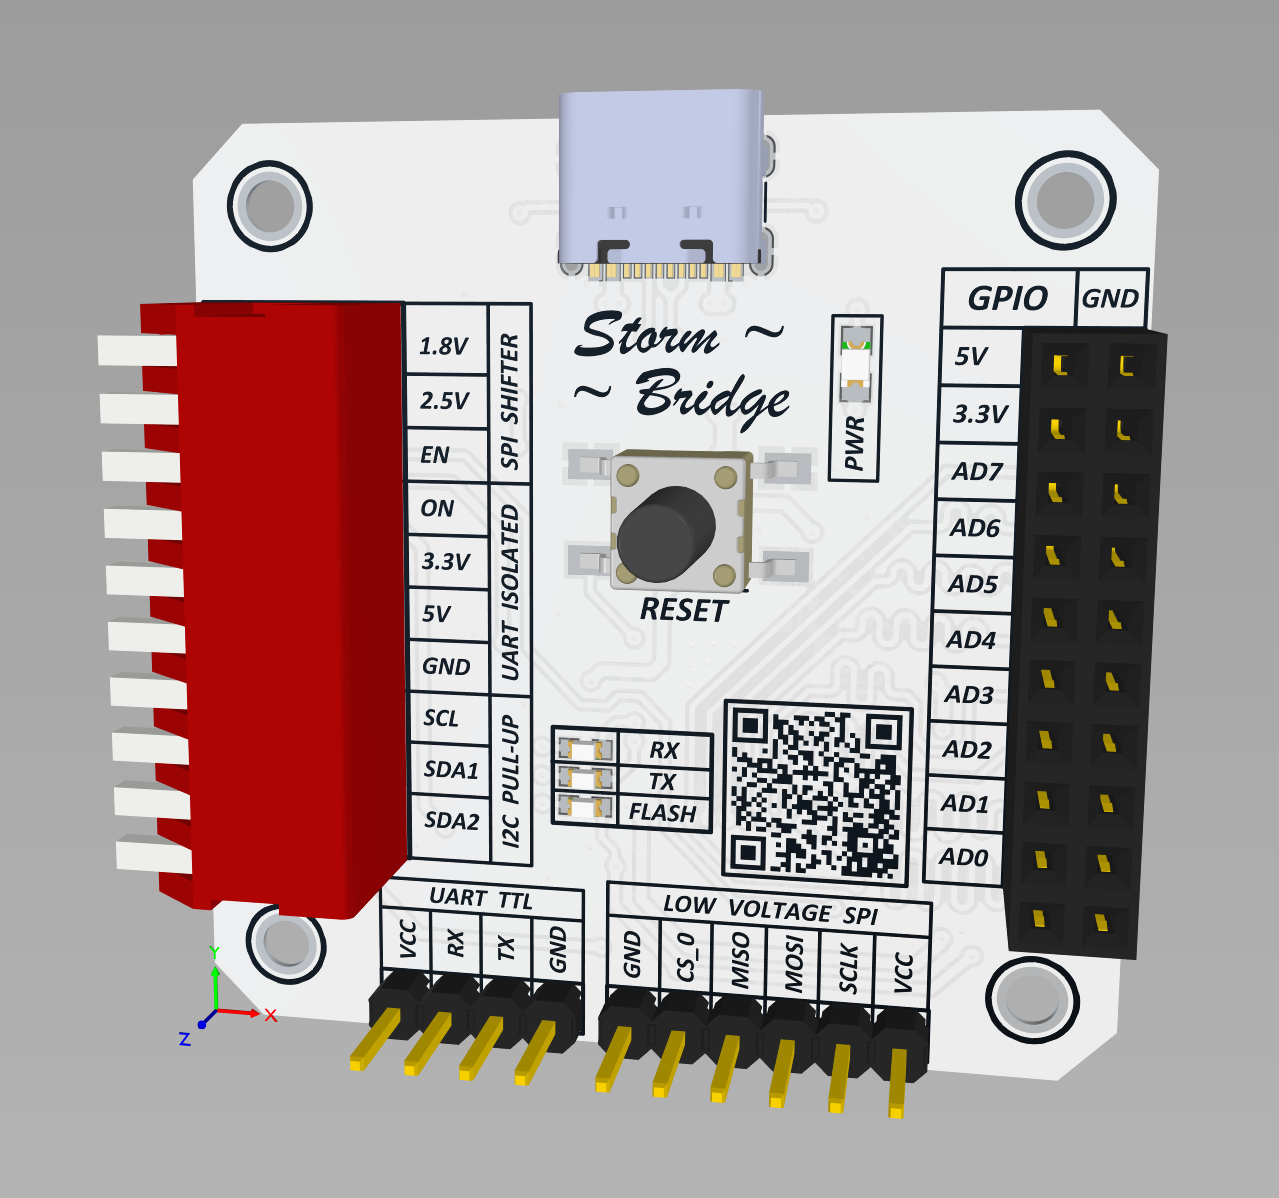 Storm ~
~ Bridge
PWR
RESET
1.8V
2.5V
EN
SPI SHIFTER
ON
3.3V
5V
GND
UART ISOLATED
SCL
SDA1
SDA2
I2C PULL-UP
RX
TX
FLASH
GPIO GND
5V
3.3V
AD7
AD6
AD5
AD4
AD3
AD2
AD1
AD0
UART TTL
VCC RX TX GND
LOW VOLTAGE SPI
GND CS_0 MISO MOSI SCLK VCC
Y
X
Z